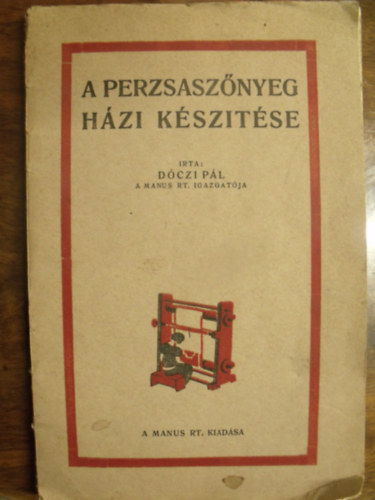 A PERZSASZŐNYEG
HÁZI KÉSZITÉSE
IRTA:
DÓCZI PÁL
A MANUS RT. IGAZGATÓJA
A MANUS RT. KIADÁSA